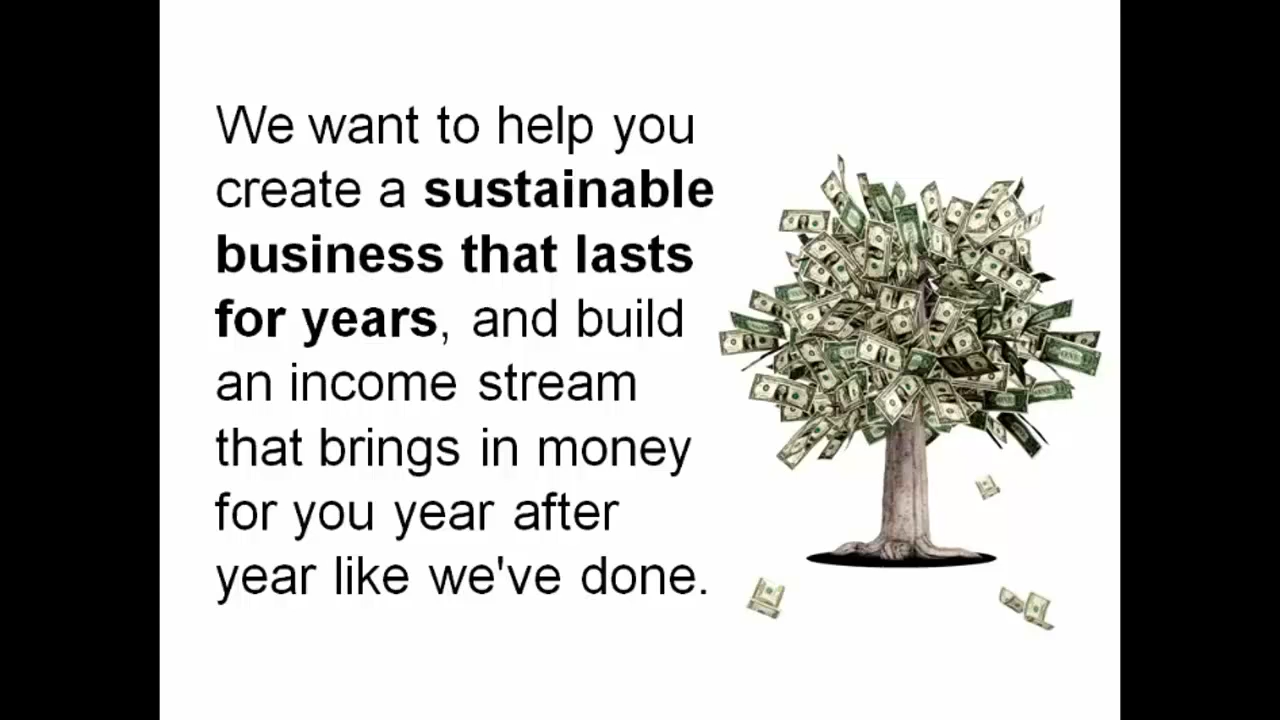 We want to help you
create a sustainable
business that lasts
for years, and build
an income stream
that brings in money
for you year after
year like we've done.